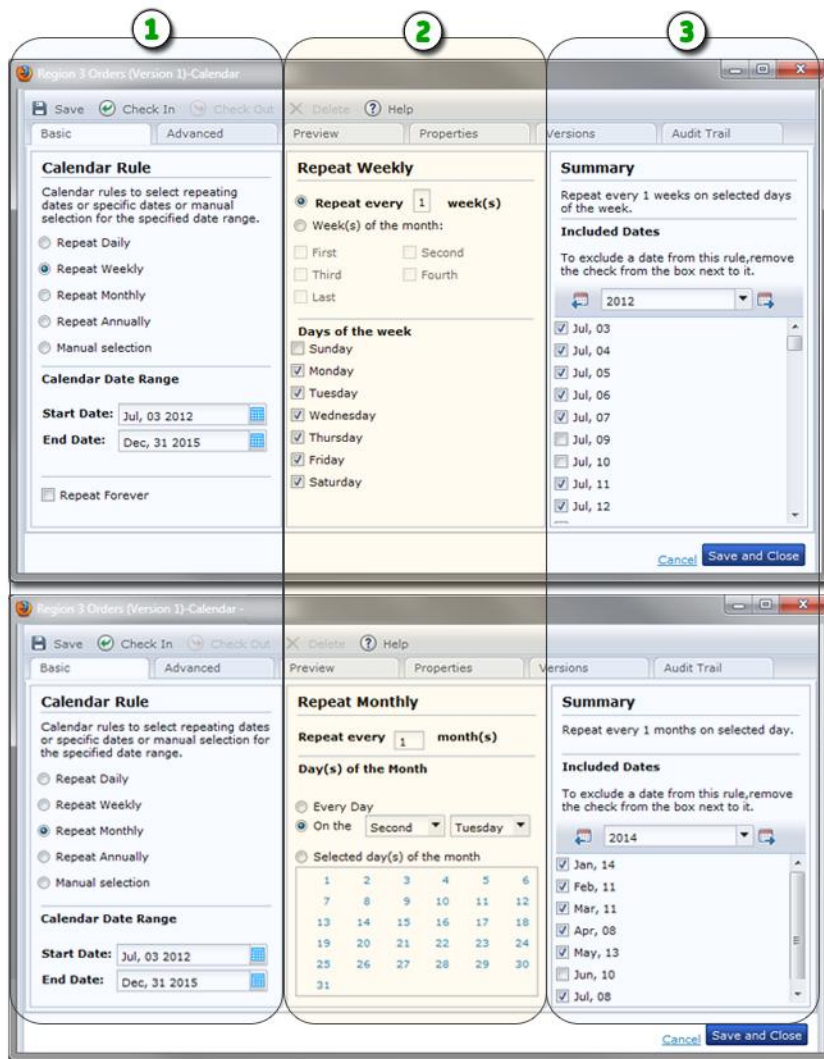 1
2
3
Region 3 Orders (Version 1)-Calendar
Save Check In Check Out Delete ? Help
Basic Advanced Preview Properties Versions Audit Trail
Calendar Rule
Calendar rules to select repeating
dates or specific dates or manual
selection for the specified date range.
Repeat Daily
Repeat Weekly
Repeat Monthly
Repeat Annually
Manual selection
Calendar Date Range
Start Date: Jul, 03 2012
End Date: Dec, 31 2015
Repeat Forever
Repeat Weekly
Repeat every 1 week(s)
Week(s) of the month:
First Second
Third Fourth
Last
Days of the week
Sunday
Monday
Tuesday
Wednesday
Thursday
Friday
Saturday
Summary
Repeat every 1 weeks on selected days
of the week.
Included Dates
To exclude a date from this rule,remove
the check from the box next to it.
2012
Jul, 03
Jul, 04
Jul, 05
Jul, 06
Jul, 07
Jul, 09
Jul, 10
Jul, 11
Jul, 12
Cancel Save and Close
Region 3 Orders (Version 1)-Calendar -
Save Check In Check Out Delete ? Help
Basic Advanced Preview Properties Versions Audit Trail
Calendar Rule
Calendar rules to select repeating dates
or specific dates or manual selection for
the specified date range.
Repeat Daily
Repeat Weekly
Repeat Monthly
Repeat Annually
Manual selection
Calendar Date Range
Start Date: Jul, 03 2012
End Date: Dec, 31 2015
Repeat Monthly
Repeat every 1 month(s)
Day(s) of the Month
Every Day
On the Second Tuesday
Selected day(s) of the month
1 2 3 4 5 6
7 8 9 10 11 12
13 14 15 16 17 18
19 20 21 22 23 24
25 26 27 28 29 30
31
Summary
Repeat every 1 months on selected day.
Included Dates
To exclude a date from this rule,remove
the check from the box next to it.
2014
Jan, 14
Feb, 11
Mar, 11
Apr, 08
May, 13
Jun, 10
Jul, 08
Cancel Save and Close